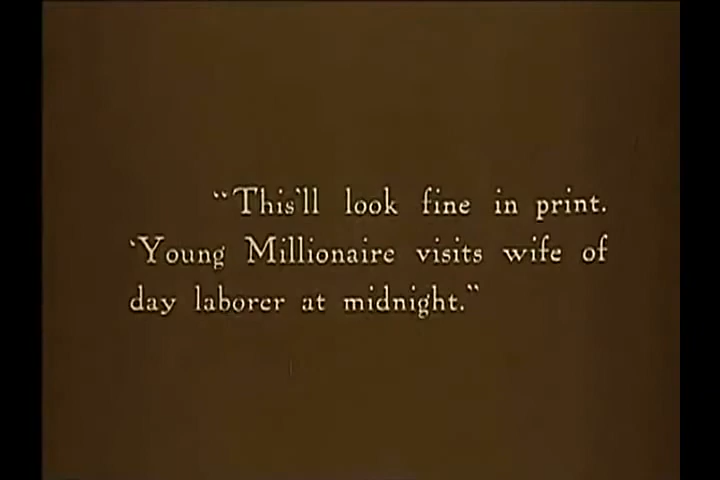 “This'll look fine in print.
‘Young Millionaire visits wife of
day laborer at midnight.”